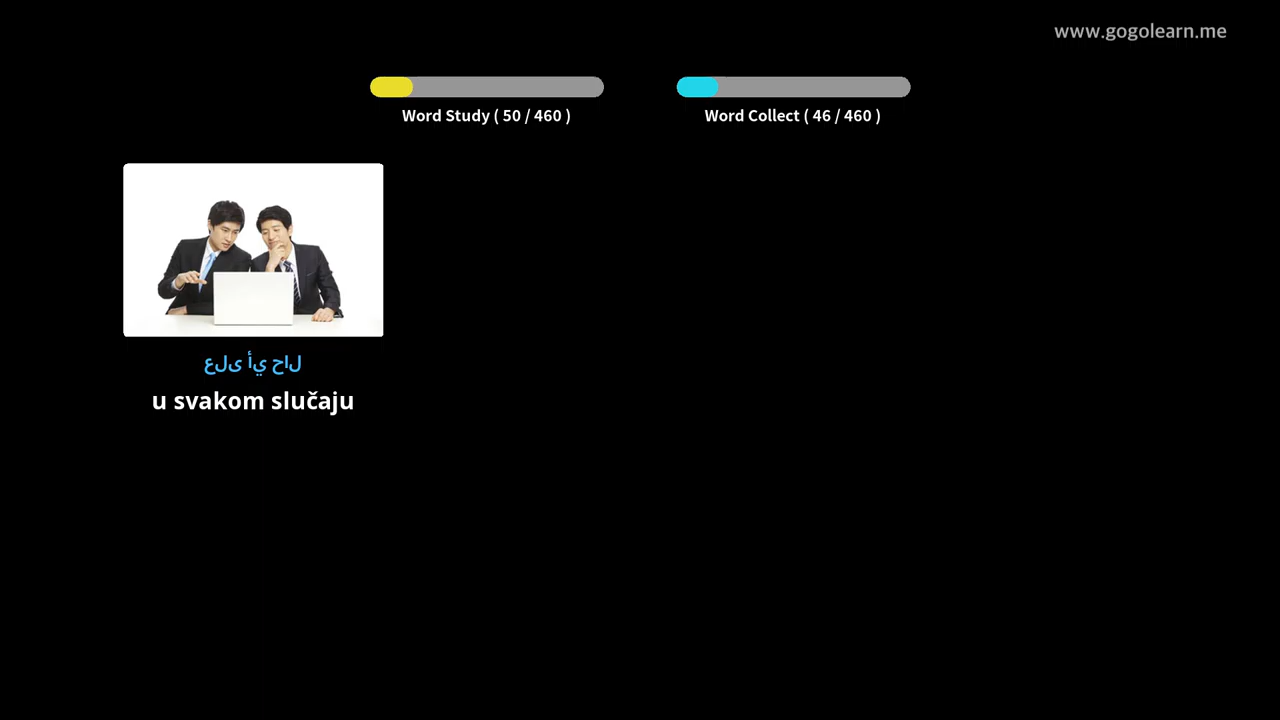 www.gogolearn.me
Word Study ( 50 / 460 )
Word Collect ( 46 / 460 )
على أي حال
u svakom slučaju